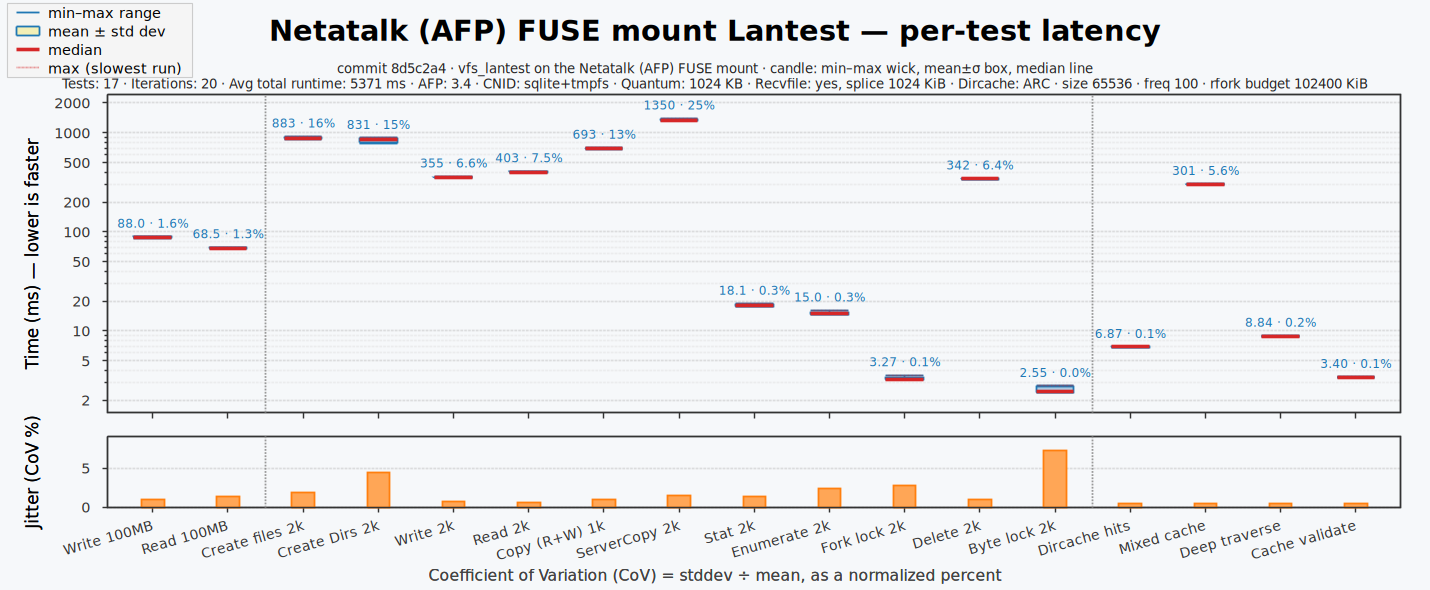 min–max range
mean ± std dev
median
max (slowest run)
Netatalk (AFP) FUSE mount Lantest — per-test latency
commit 8d5c2a4 · vfs_lantest on the Netatalk (AFP) FUSE mount · candle: min–max wick, mean±σ box, median line
Tests: 17 · Iterations: 20 · Avg total runtime: 5371 ms · AFP: 3.4 · CNID: sqlite+tmpfs · Quantum: 1024 KB · Recvfile: yes, splice 1024 KiB · Dircache: ARC · size 65536 · freq 100 · rfork budget 102400 KiB
Time (ms) — lower is faster
2000
1000
500
200
100
50
20
10
5
2
88.0 · 1.6%
68.5 · 1.3%
883 · 16%
831 · 15%
355 · 6.6%
403 · 7.5%
693 · 13%
1350 · 25%
18.1 · 0.3%
15.0 · 0.3%
3.27 · 0.1%
342 · 6.4%
2.55 · 0.0%
6.87 · 0.1%
301 · 5.6%
8.84 · 0.2%
3.40 · 0.1%
Jitter (CoV %)
5
0
Write 100MB
Read 100MB
Create files 2k
Create Dirs 2k
Write 2k
Read 2k
Copy (R+W) 1k
ServerCopy 2k
Stat 2k
Enumerate 2k
Fork lock 2k
Delete 2k
Byte lock 2k
Dircache hits
Mixed cache
Deep traverse
Cache validate
Coefficient of Variation (CoV) = stddev ÷ mean, as a normalized percent